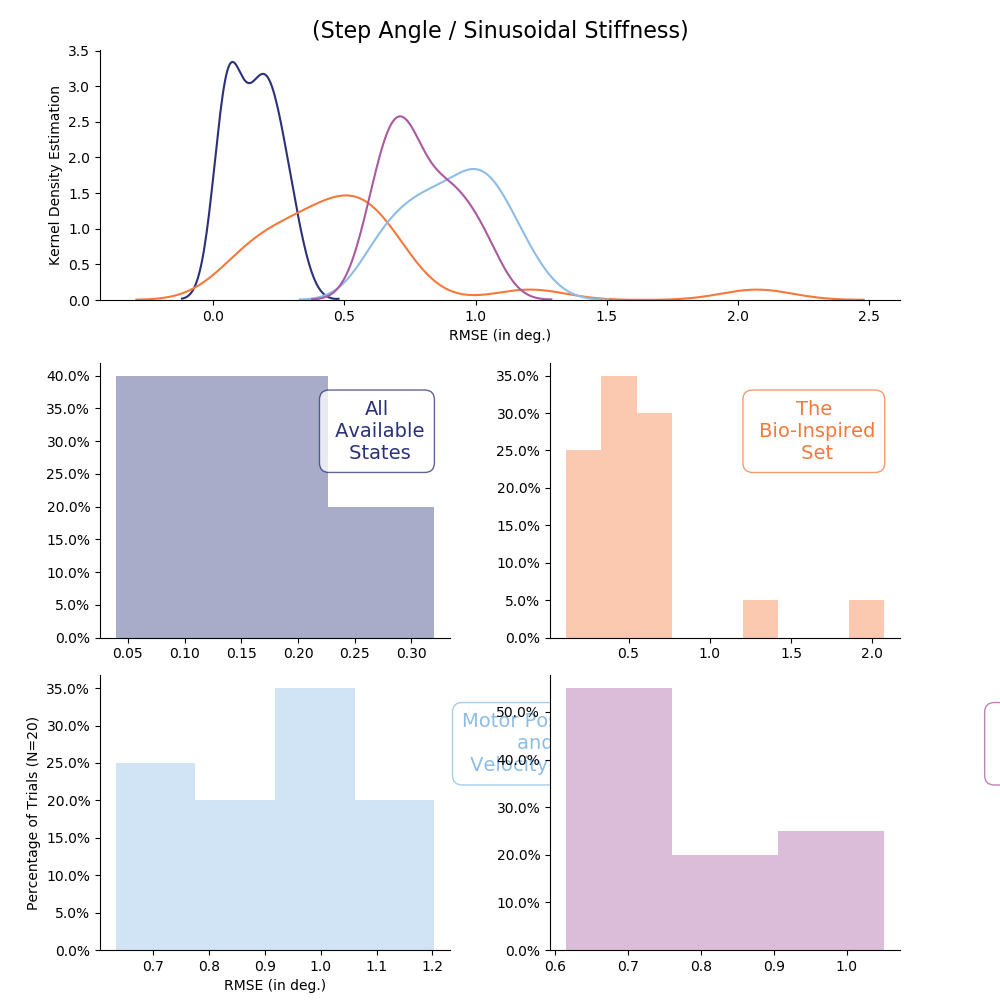 (Step Angle / Sinusoidal Stiffness)
3.5
3.0
2.5
2.0
1.5
1.0
0.5
0.0
Kernel Density Estimation
0.0 0.5 1.0 1.5 2.0 2.5
RMSE (in deg.)
40.0%
35.0%
30.0%
25.0%
20.0%
15.0%
10.0%
5.0%
0.0%
All
Available
States
0.05 0.10 0.15 0.20 0.25 0.30
35.0%
30.0%
25.0%
20.0%
15.0%
10.0%
5.0%
0.0%
The
Bio-Inspired
Set
0.5 1.0 1.5 2.0
35.0%
30.0%
25.0%
20.0%
15.0%
10.0%
5.0%
0.0%
Percentage of Trials (N=20)
Motor
and
Velocity
0.7 0.8 0.9 1.0 1.1 1.2
RMSE (in deg.)
50.0%
40.0%
30.0%
20.0%
10.0%
0.0%
0.6 0.7 0.8 0.9 1.0